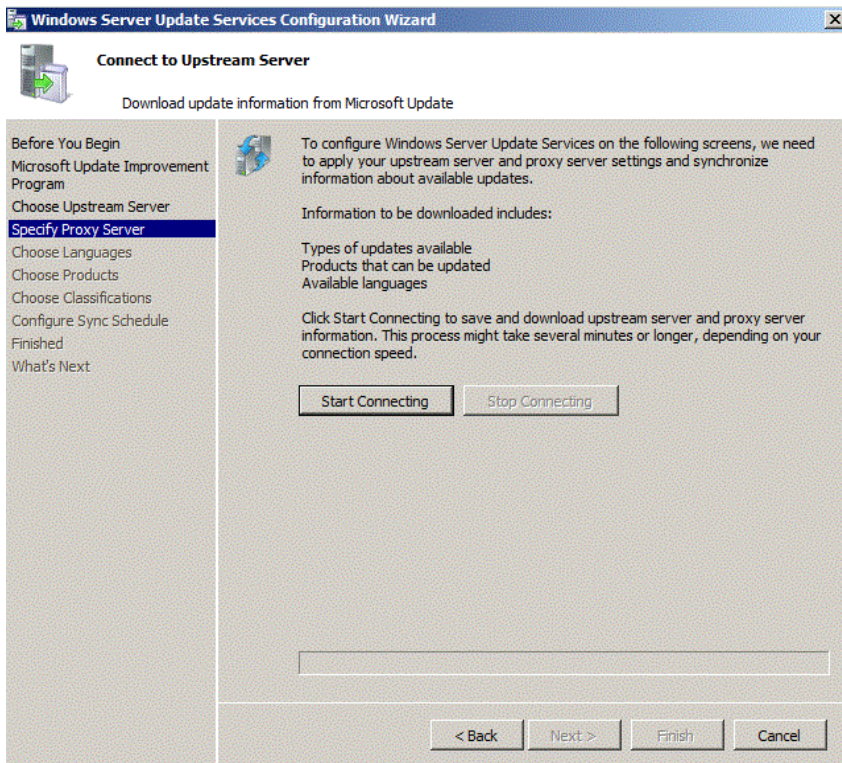 Windows Server Update Services Configuration Wizard
Connect to Upstream Server
Download update information from Microsoft Update
Before You Begin
Microsoft Update Improvement
Program
Choose Upstream Server
Specify Proxy Server
Choose Languages
Choose Products
Choose Classifications
Configure Sync Schedule
Finished
What's Next
To configure Windows Server Update Services on the following screens, we need
to apply your upstream server and proxy server settings and synchronize
information about available updates.
Information to be downloaded includes:
Types of updates available
Products that can be updated
Available languages
Click Start Connecting to save and download upstream server and proxy server
information. This process might take several minutes or longer, depending on your
connection speed.
Start Connecting
Stop Connecting
< Back
Next >
Finish
Cancel